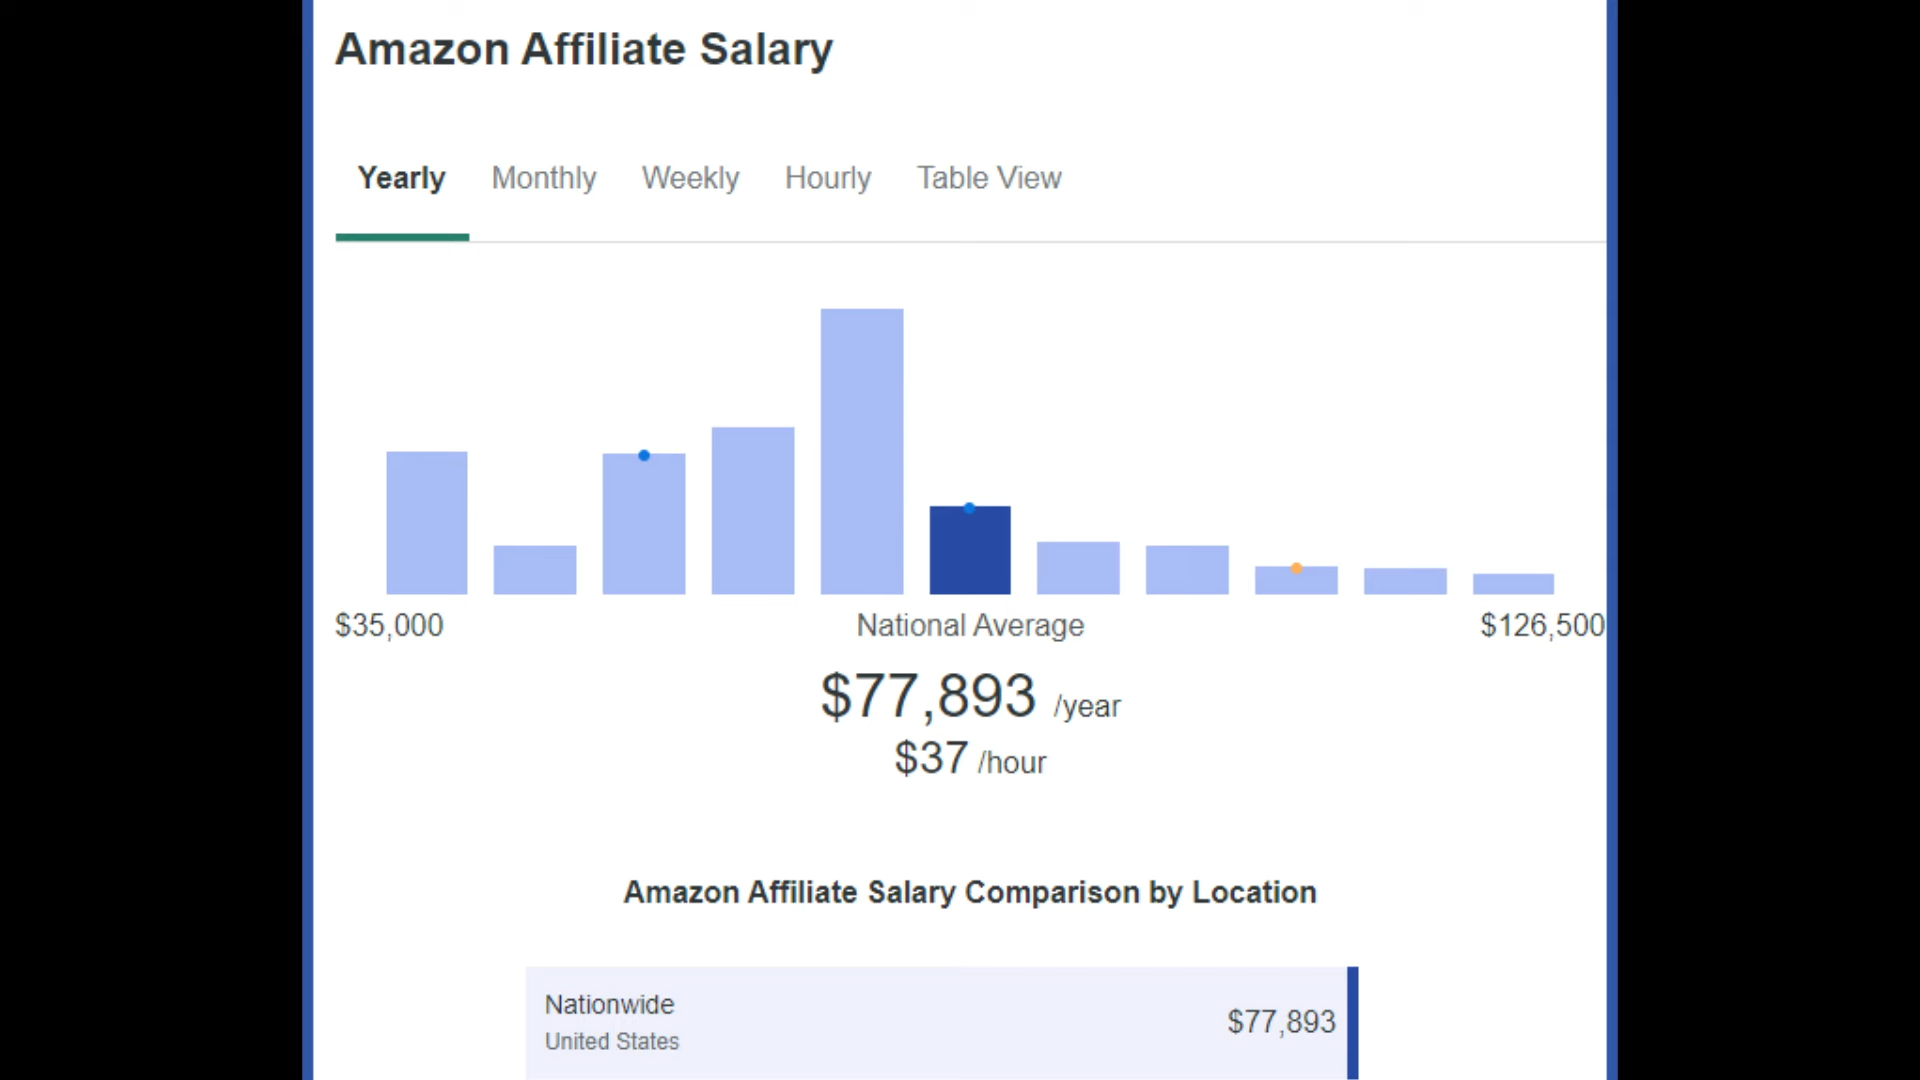 Amazon Affiliate Salary
Yearly Monthly Weekly Hourly Table View
$35,000 National Average $126,500
$77,893 /year
$37 /hour
Amazon Affiliate Salary Comparison by Location
Nationwide
$77,893
United States